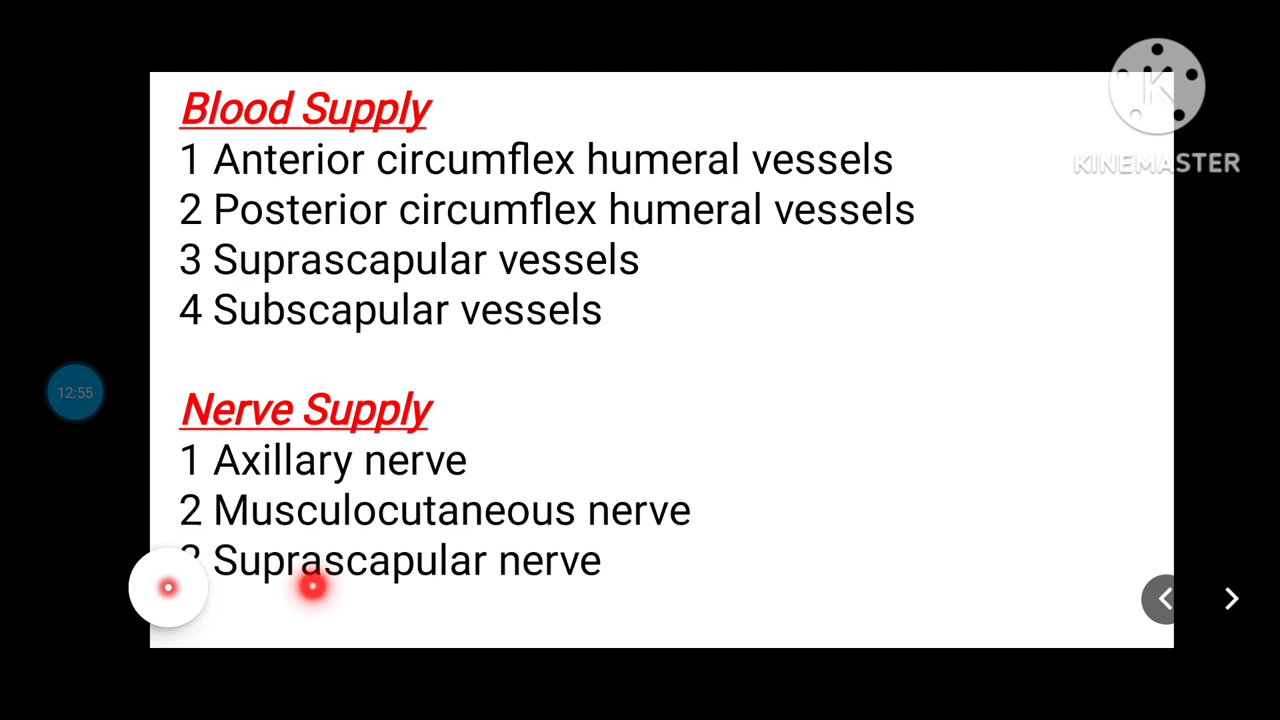 Blood Supply
1 Anterior circumflex humeral vessels
2 Posterior circumflex humeral vessels
3 Suprascapular vessels
4 Subscapular vessels
Nerve Supply
1 Axillary nerve
2 Musculocutaneous nerve
3 Suprascapular nerve
12:55
K
KINEMASTER